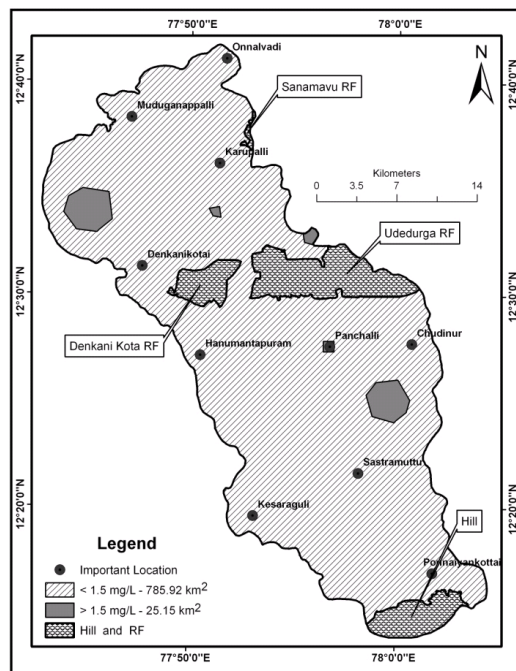 77°50'0"E 78°0'0"E
Onnalvadi
N
12°40'0"N 12°40'0"N
Sanamavu RF
Muduganappalli
Karupalli
Kilometers
0 3.5 7 14
Udedurga RF
Denkanikotai
12°30'0"N 12°30'0"N
Denkani Kota RF
Hanumantapuram
Panchalli
Chudinur
Sastramuttu
12°20'0"N 12°20'0"N
Kesaraguli
Hill
Ponnaiyankottai
Legend
Important Location
< 1.5 mg/L - 785.92 km2
> 1.5 mg/L - 25.15 km2
Hill and RF
77°50'0"E 78°0'0"E